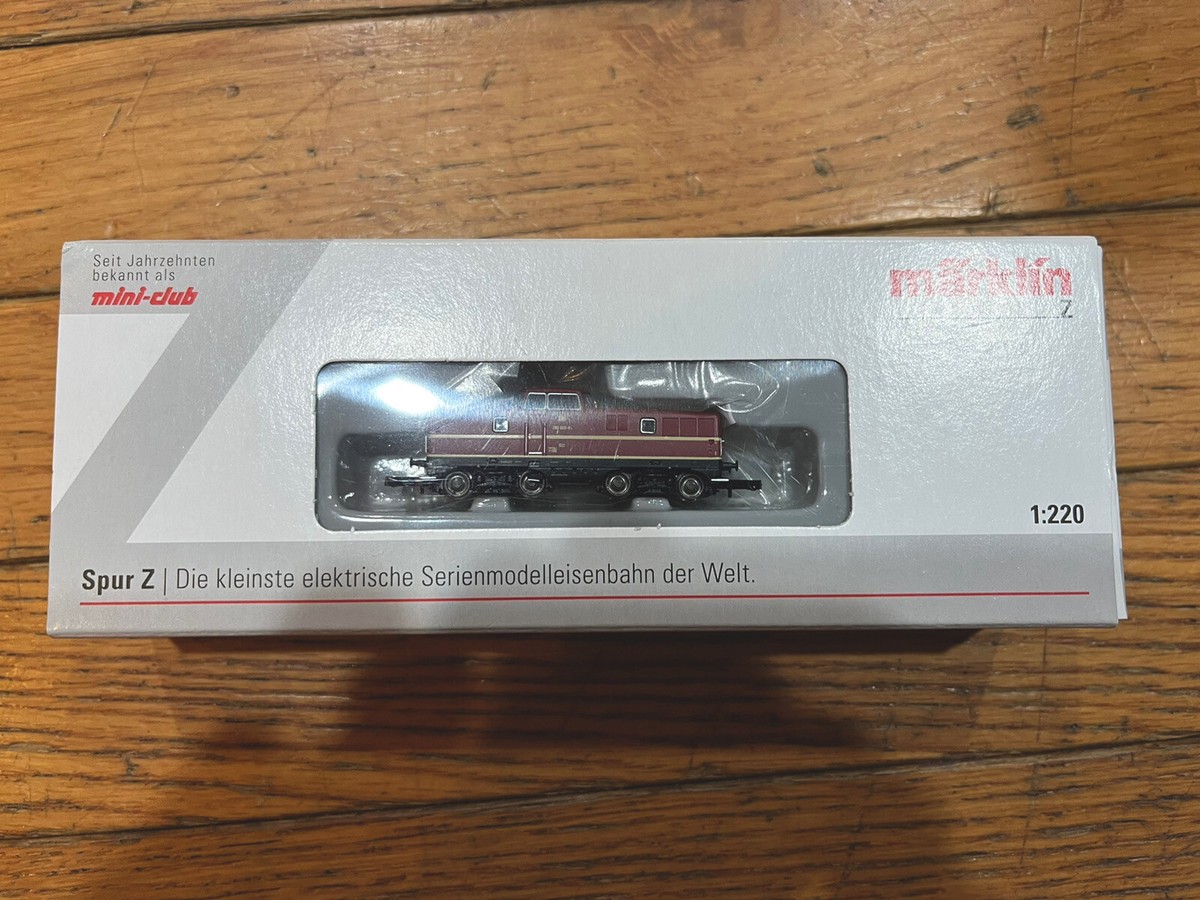 Seit Jahrzehnten
bekannt als
mini-club
märklin
Z
1:220
Spur Z | Die kleinste elektrische Serienmodelleisenbahn der Welt.